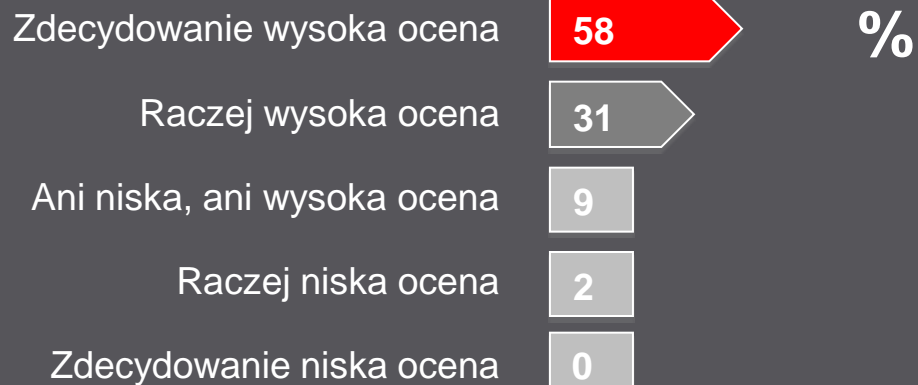 Zdecydowanie wysoka ocena 58 %
Raczej wysoka ocena 31
Ani niska, ani wysoka ocena 9
Raczej niska ocena 2
Zdecydowanie niska ocena 0